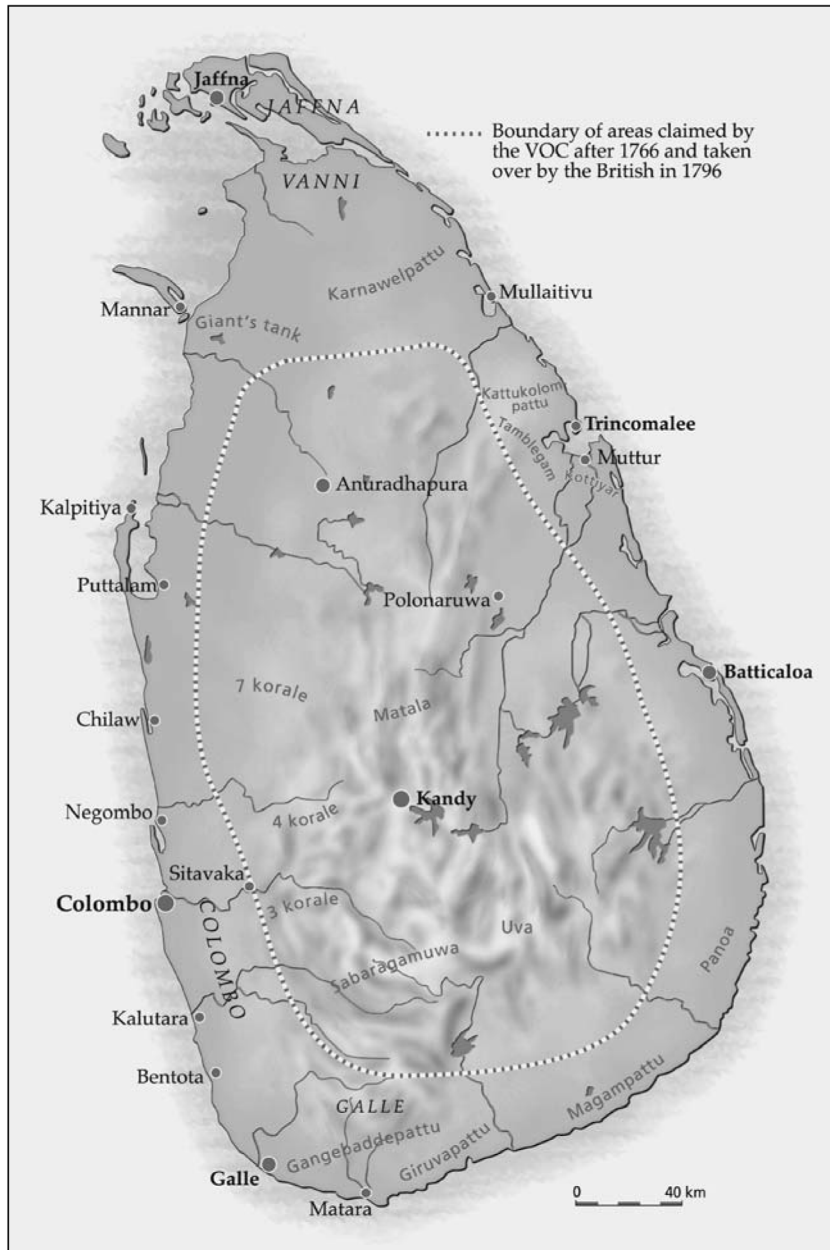 Jaffna
JAFFNA
Boundary of areas claimed by
the VOC after 1766 and taken
over by the British in 1796
VANNI
Karnawelpattu
Mullaitivu
Mannar
Giant's tank
Kattukolom-
pattu
Trincomalee
Tamblegam
Muttur
Kottiyar
Anuradhapura
Kalpitiya
Puttalam
Polonaruwa
Batticaloa
7 korale
Matala
Chilaw
Kandy
Negombo
4 korale
Sitavaka
Colombo
3 korale
COLOMBO
Uva
Panoa
Sabaragamuwa
Kalutara
Bentota
Magampattu
GALLE
Gangebaddepattu
Giruvapattu
Galle
Matara
0 40 km